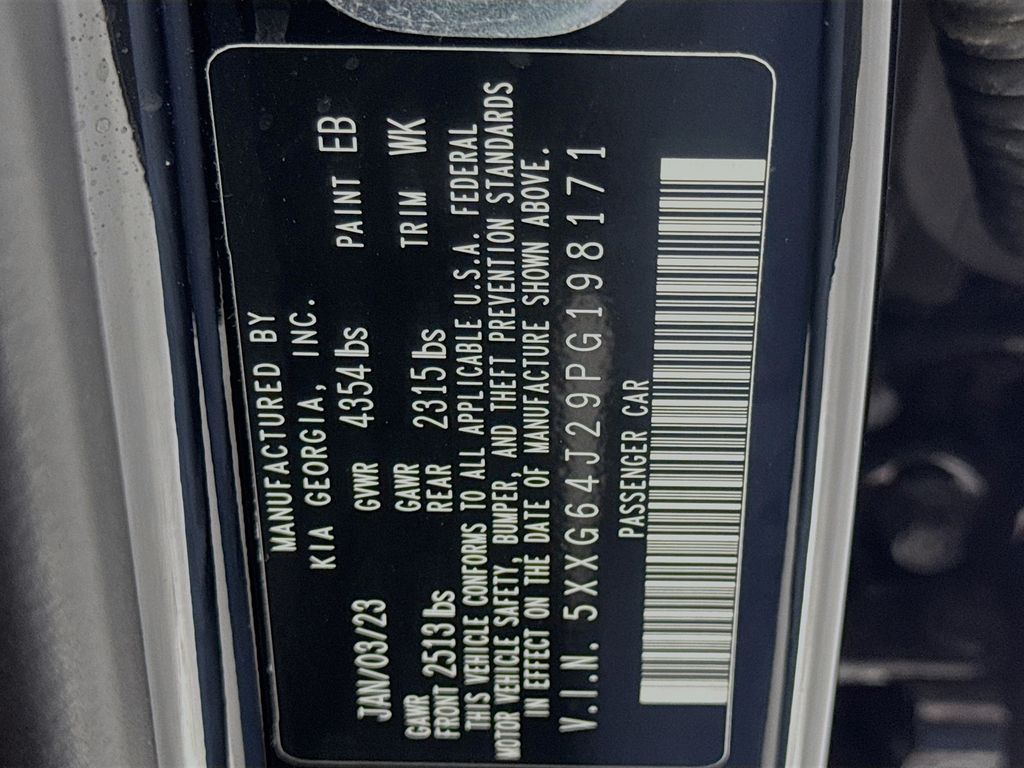 MANUFACTURED BY
KIA GEORGIA, INC.
JAN/03/23 GVWR 4354 lbs PAINT EB
GAWR FRONT 2513 lbs GAWR REAR 2315 lbs TRIM WK
THIS VEHICLE CONFORMS TO ALL APPLICABLE U.S.A. FEDERAL
MOTOR VEHICLE SAFETY, BUMPER, AND THEFT PREVENTION STANDARDS
IN EFFECT ON THE DATE OF MANUFACTURE SHOWN ABOVE.
V.I.N. 5XXG64J29PG198171
PASSENGER CAR